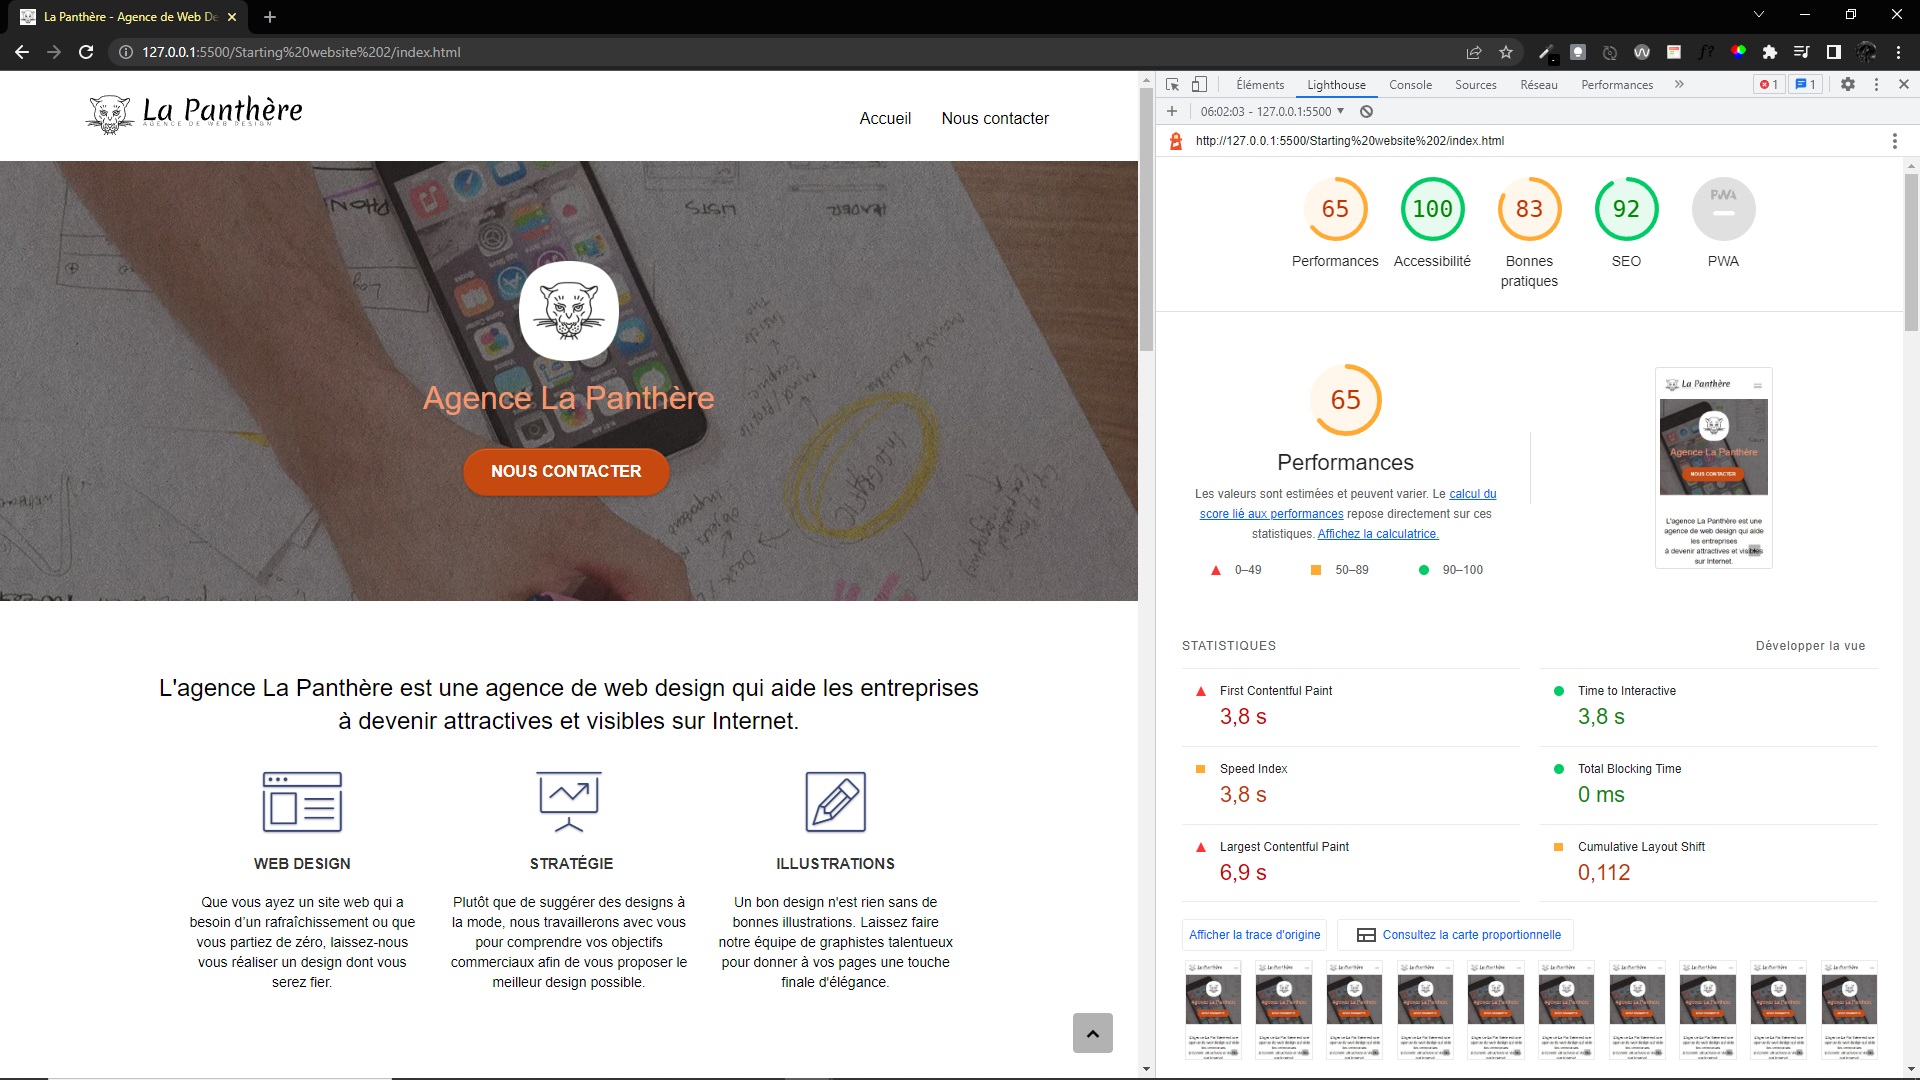 La Panthère - Agence de Web De
127.0.0.1:5500/Starting%20website%202/index.html
La Panthère
AGENCE DE WEB DESIGN
Accueil
Nous contacter
LISTS
HEADER
Agence La Panthère
NOUS CONTACTER
L'agence La Panthère est une agence de web design qui aide les entreprises
à devenir attractives et visibles sur Internet.
WEB DESIGN
Que vous ayez un site web qui a
besoin d’un rafraîchissement ou que
vous partiez de zéro, laissez-nous
vous réaliser un design dont vous
serez fier.
STRATÉGIE
Plutôt que de suggérer des designs à
la mode, nous travaillerons avec vous
pour comprendre vos objectifs
commerciaux afin de vous proposer le
meilleur design possible.
ILLUSTRATIONS
Un bon design n'est rien sans de
bonnes illustrations. Laissez faire
notre équipe de graphistes talentueux
pour donner à vos pages une touche
finale d'élégance.
Éléments
Lighthouse
Console
Sources
Réseau
Performances
1
1
06:02:03 - 127.0.0.1:5500
http://127.0.0.1:5500/Starting%20website%202/index.html
65
100
83
92
PWA
Performances
Accessibilité
Bonnes
pratiques
SEO
PWA
65
Performances
Les valeurs sont estimées et peuvent varier. Le calcul du
score lié aux performances repose directement sur ces
statistiques. Affichez la calculatrice.
0–49
50–89
90–100
La Panthère
Agence La Panthère
NOUS CONTACTER
L'agence La Panthère est une
agence de web design qui aide
les entreprises
à devenir attractives et visibles
sur Internet.
STATISTIQUES
Développer la vue
First Contentful Paint
3,8 s
Time to Interactive
3,8 s
Speed Index
3,8 s
Total Blocking Time
0 ms
Largest Contentful Paint
6,9 s
Cumulative Layout Shift
0,112
Afficher la trace d'origine
Consultez la carte proportionnelle